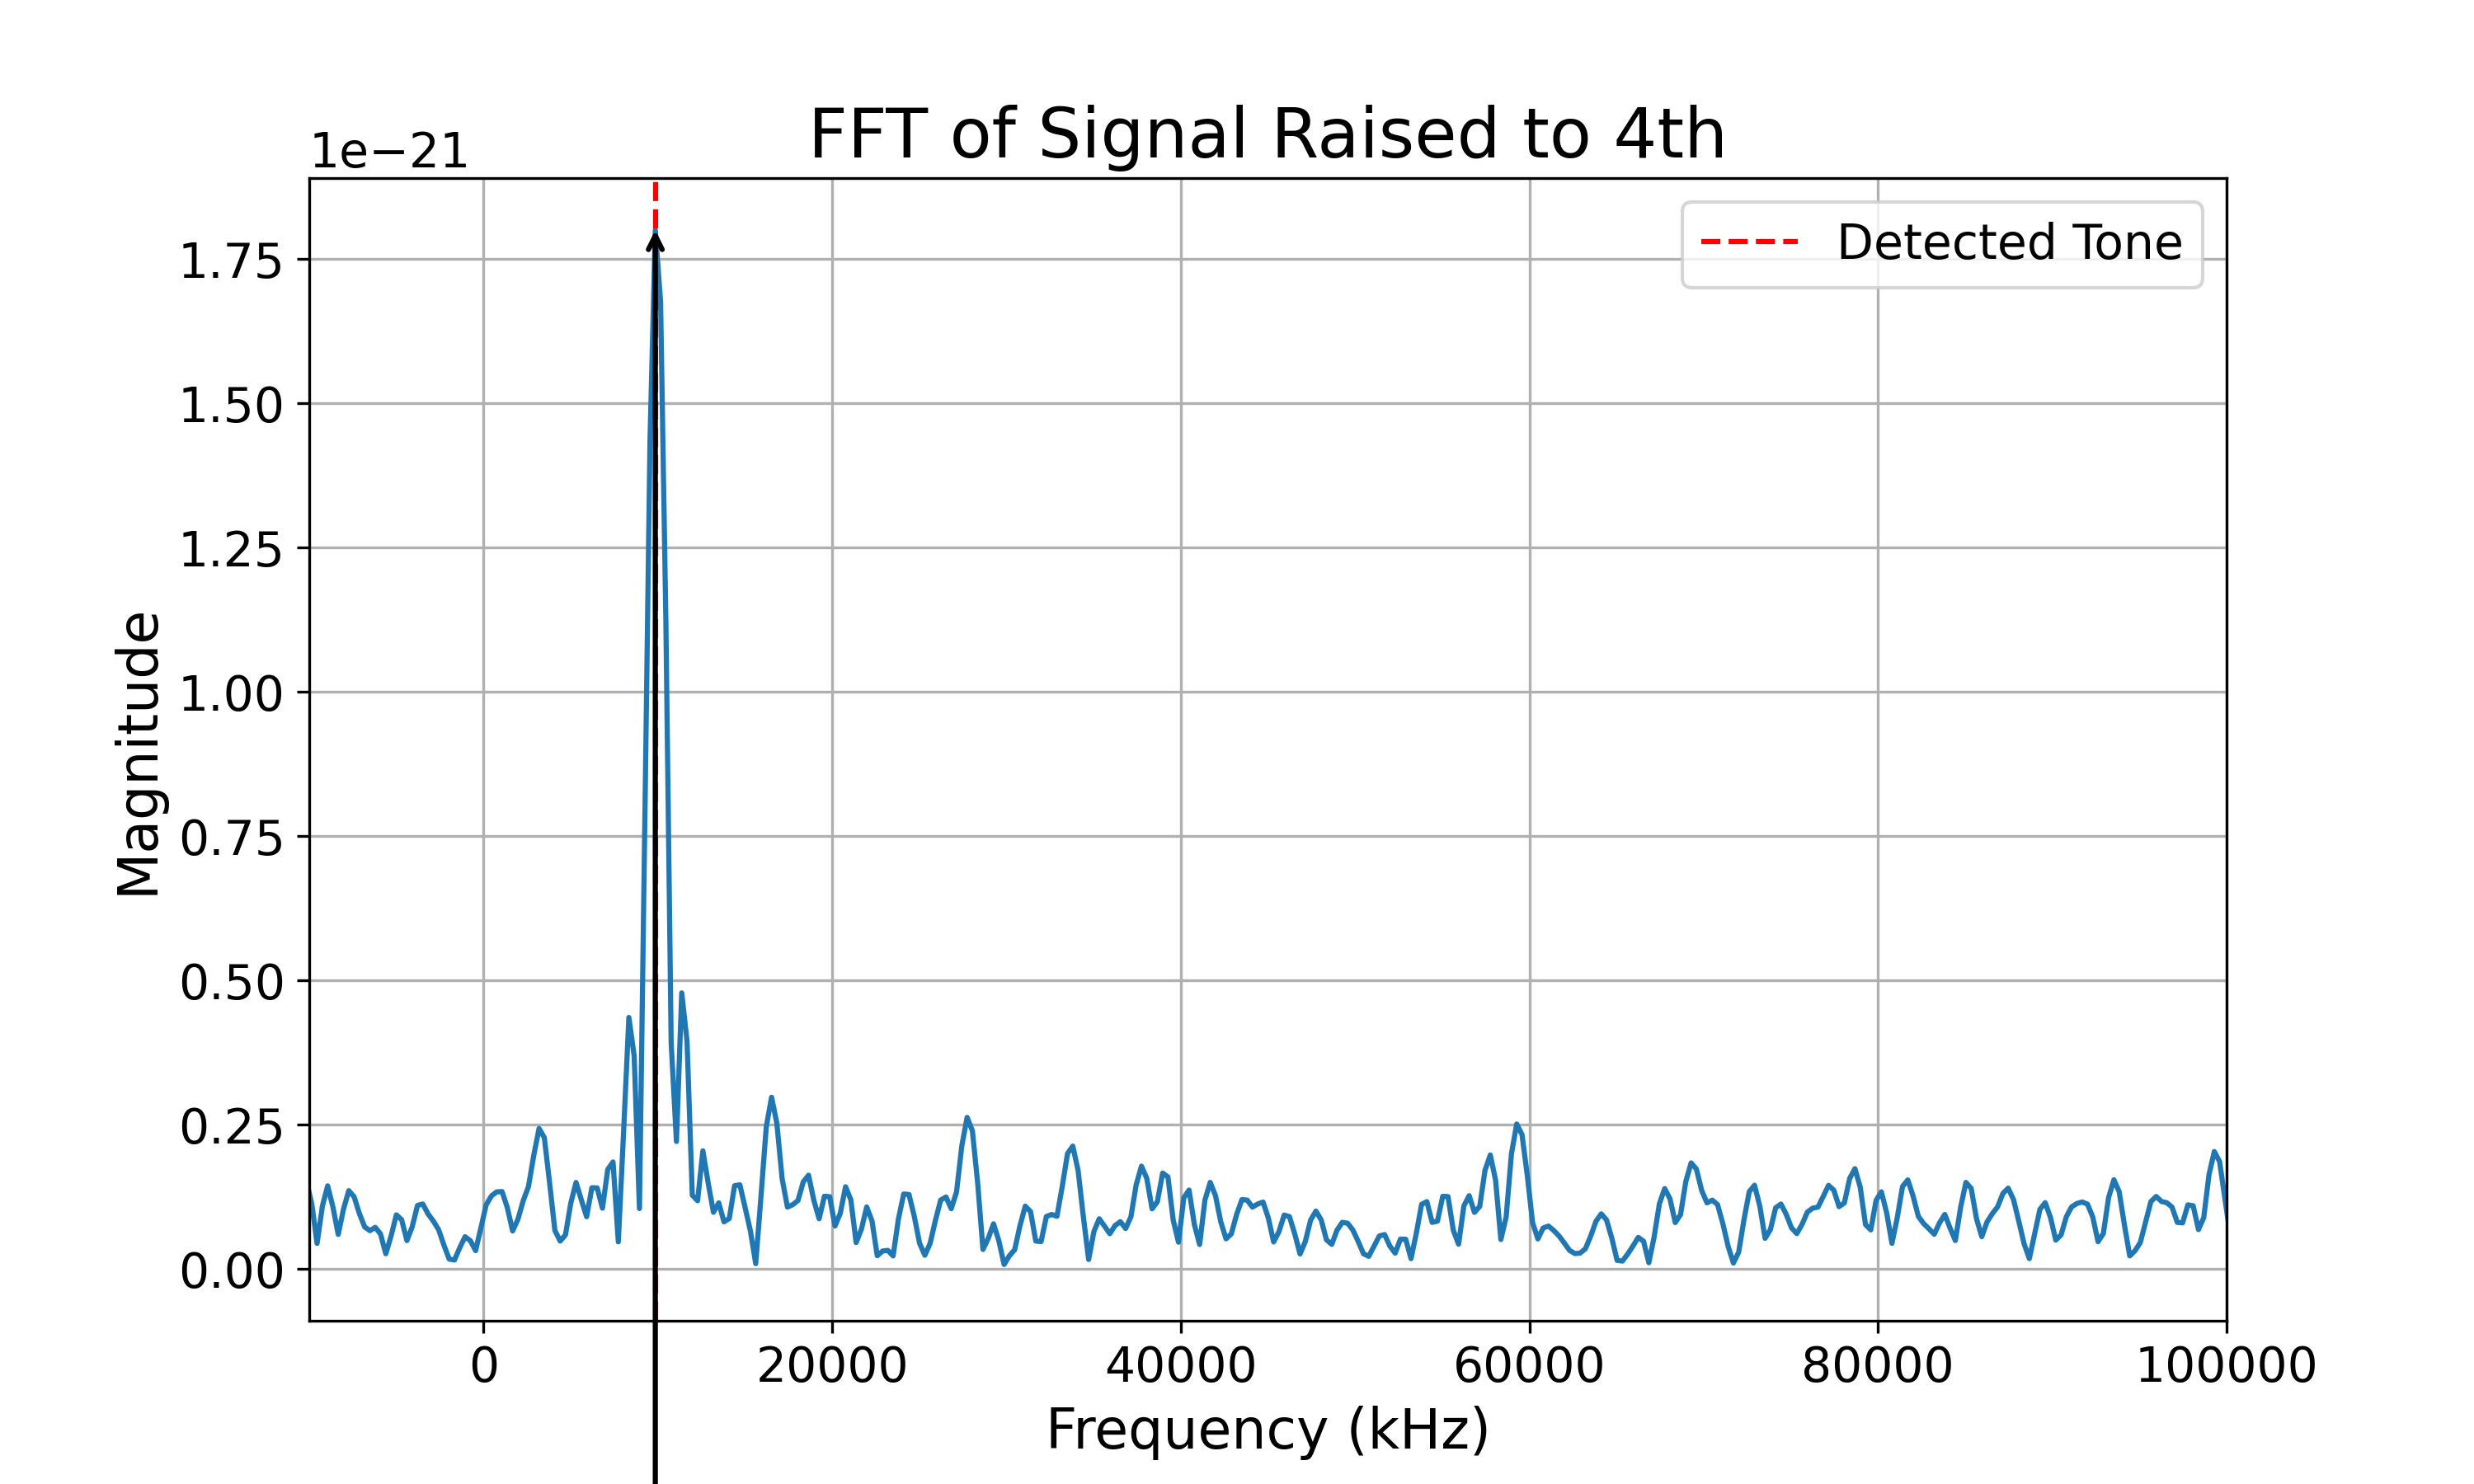 FFT of Signal Raised to 4th
1e−21
Detected Tone
1.75
1.50
1.25
1.00
0.75
0.50
0.25
0.00
Magnitude
0 20000 40000 60000 80000 100000
Frequency (kHz)